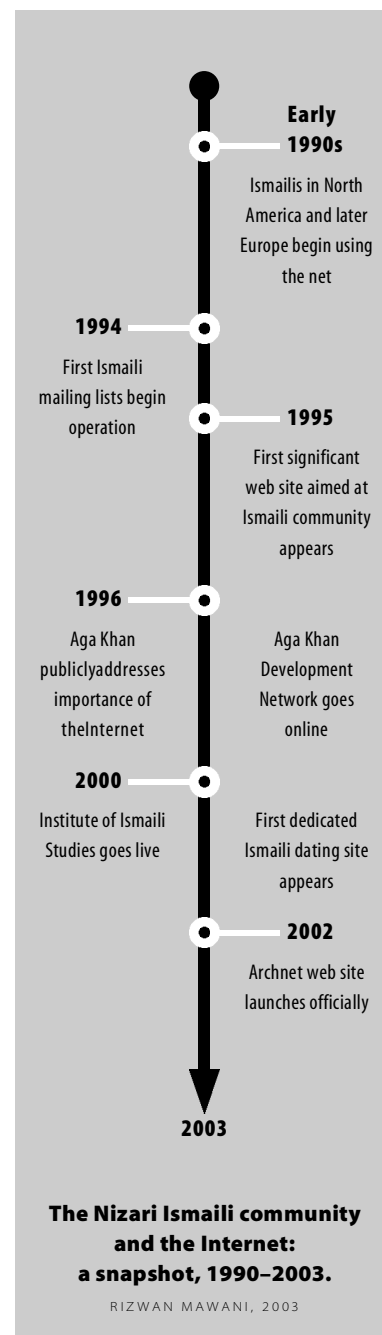 Early
1990s
Ismailis in North
America and later
Europe begin using
the net
1994
First Ismaili
mailing lists begin
operation
1995
First significant
web site aimed at
Ismaili community
appears
1996
Aga Khan
publiclyaddresses
importance of
theInternet
Aga Khan
Development
Network goes
online
2000
Institute of Ismaili
Studies goes live
First dedicated
Ismaili dating site
appears
2002
Archnet web site
launches officially
2003
The Nizari Ismaili community
and the Internet:
a snapshot, 1990–2003.
RIZWAN MAWANI, 2003